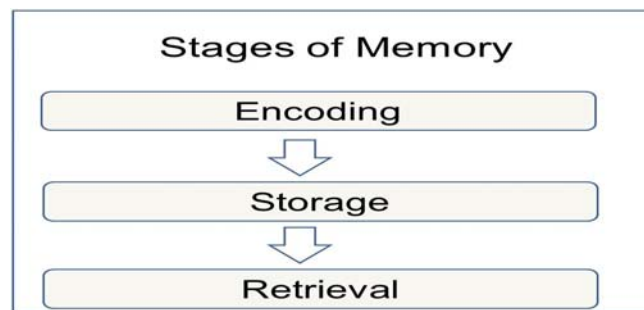 Stages of Memory
Encoding
Storage
Retrieval